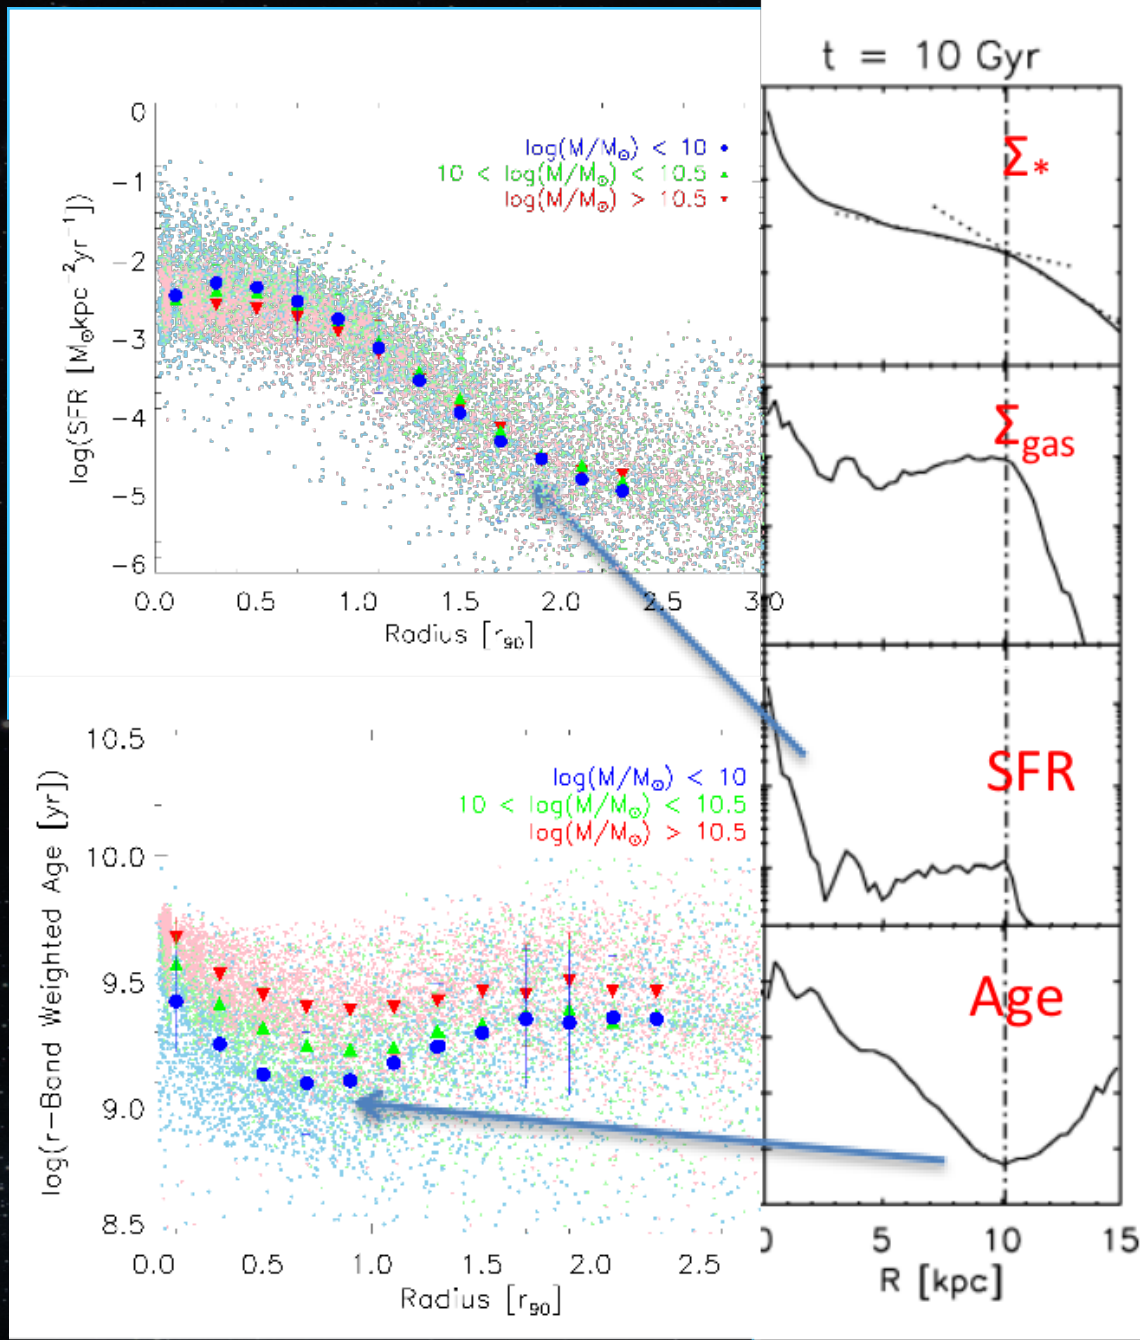 t = 10 Gyr
0
−1
−2
−3
−4
−5
−6
log(SFR [M⊙kpc−2yr−1])
log(M/M⊙) < 10
10 < log(M/M⊙) < 10.5
log(M/M⊙) > 10.5
0.0 0.5 1.0 1.5 2.0 2.5 3.0
Radius [r90]
Σ*
Σgas
SFR
Age
10.5
10.0
9.5
9.0
8.5
log(r−Band Weighted Age [yr])
log(M/M⊙) < 10
10 < log(M/M⊙) < 10.5
log(M/M⊙) > 10.5
0.0 0.5 1.0 1.5 2.0 2.5
Radius [r90]
0 5 10 15
R [kpc]